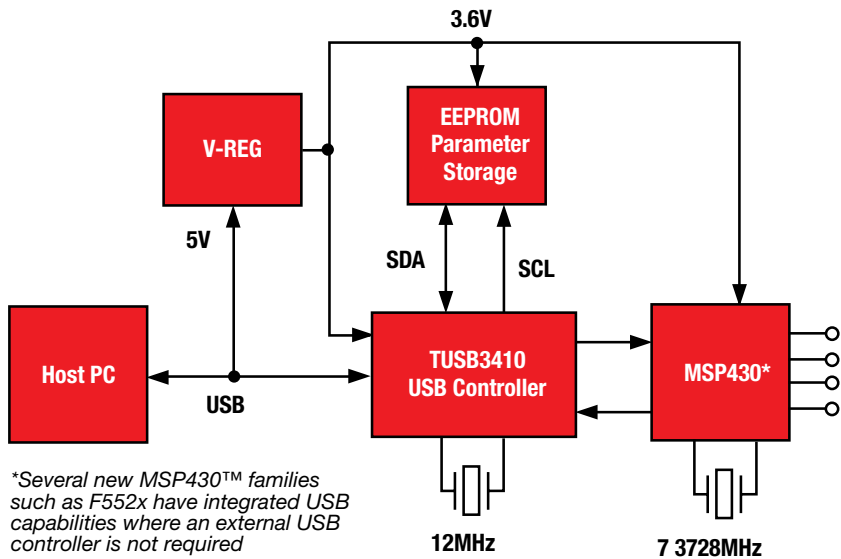 3.6V
EEPROM
Parameter
Storage
V-REG
5V
SDA
SCL
Host PC
USB
TUSB3410
USB Controller
MSP430*
*Several new MSP430™ families
such as F552x have integrated USB
capabilities where an external USB
controller is not required
12MHz
7 3728MHz